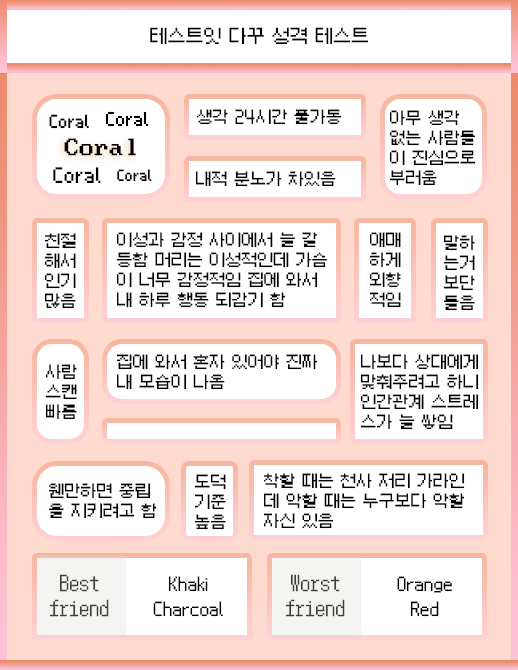 테스트잇 다꾸 성격 테스트
Coral Coral
Coral
Coral Coral
생각 24시간 풀가동
내적 분노가 차있음
아무 생각
없는 사람들
이 진심으로
부러움
친절
해서
인기
많음
이성과 감정 사이에서 늘 갈
등함 머리는 이성적인데 가슴
이 너무 감정적임 집에 와서
내 하루 행동 되감기 함
애매
하게
외향
적임
말하
는거
보단
들음
사람
스캔
빠름
집에 와서 혼자 있어야 진짜
내 모습이 나옴
나보다 상대에게
맞춰주려고 하니
인간관계 스트레
스가 늘 쌓임
웬만하면 중립
을 지키려고 함
도덕
기준
높음
착할 때는 천사 저리 가라인
데 악할 때는 누구보다 악할
자신 있음
Best
friend
Khaki
Charcoal
Worst
friend
Orange
Red